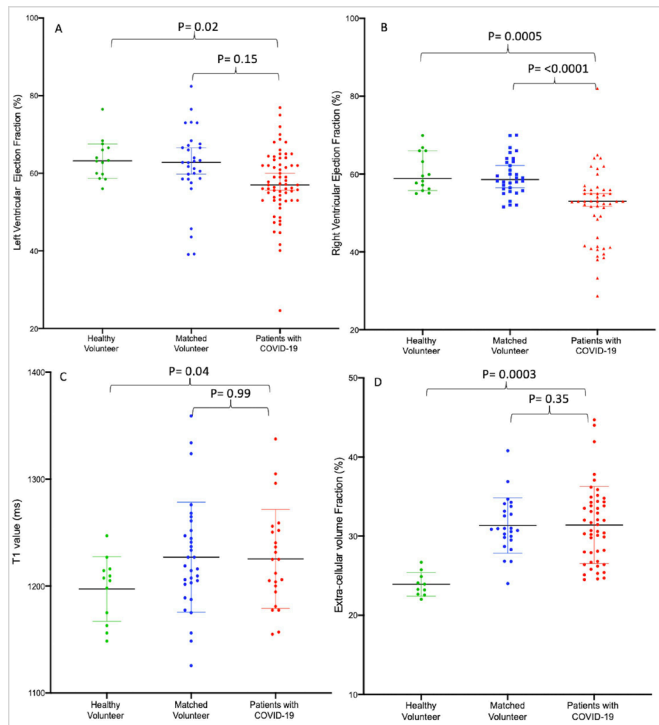 A
P= 0.02
P= 0.15
Left Ventricular Ejection Fraction (%)
100
80
60
40
20
Healthy Volunteer
Matched Volunteer
Patients with COVID-19
B
P= 0.0005
P= <0.0001
Right Ventricular Ejection Fraction (%)
100
80
60
40
20
Healthy Volunteer
Matched Volunteer
Patients with COVID-19
C
P= 0.04
P= 0.99
T1 value (ms)
1400
1300
1200
1100
Healthy Volunteer
Matched Volunteer
Patients with COVID-19
D
P= 0.0003
P= 0.35
Extra-cellular volume Fraction (%)
50
40
30
20
10
Healthy Volunteer
Matched Volunteer
Patients with COVID-19